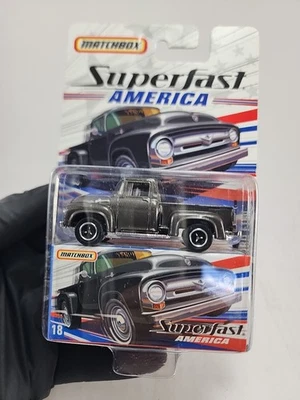 MATCHBOX
Superfast
AMERICA
MATCHBOX
18
Superfast
AMERICA